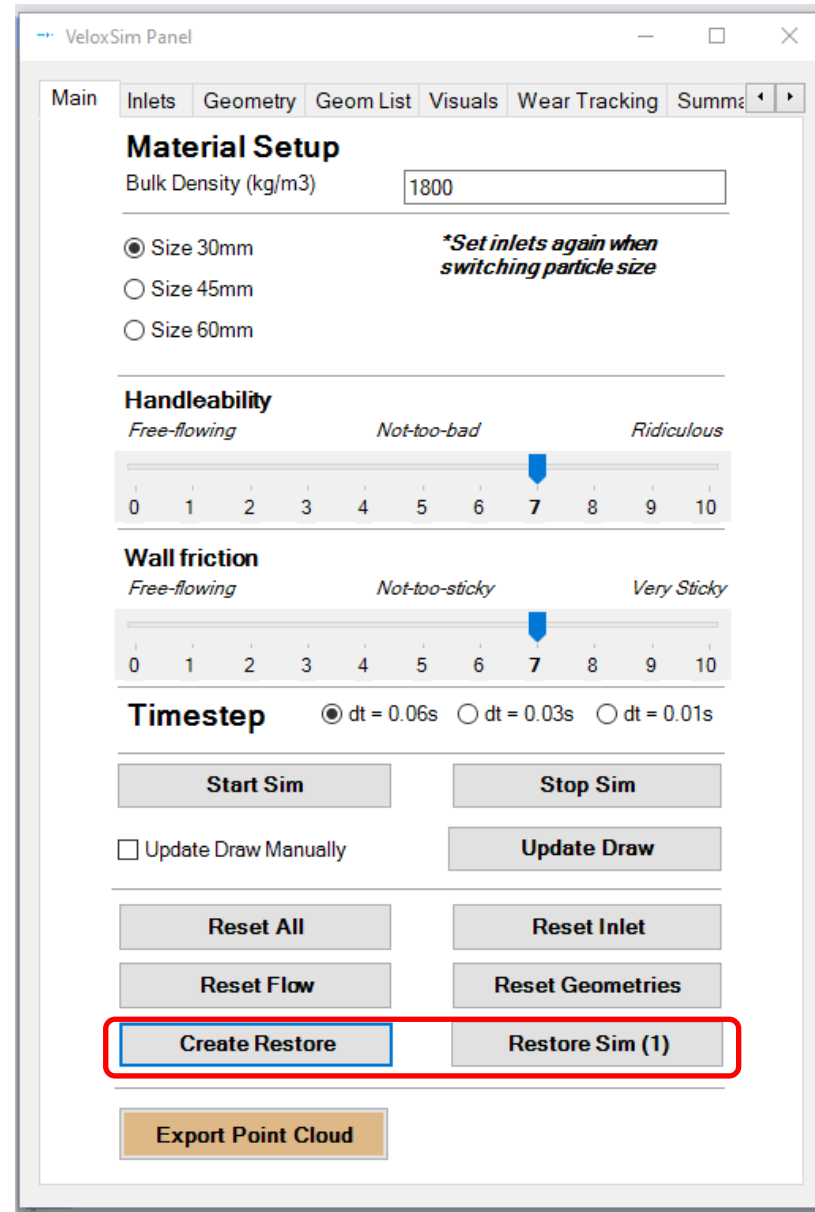 VeloxSim Panel
Main Inlets Geometry Geom List Visuals Wear Tracking Summa
Material Setup
Bulk Density (kg/m3) 1800
Size 30mm
*Set inlets again when
switching particle size
Size 45mm
Size 60mm
Handleability
Free-flowing Not-too-bad Ridiculous
0 1 2 3 4 5 6 7 8 9 10
Wall friction
Free-flowing Not-too-sticky Very Sticky
0 1 2 3 4 5 6 7 8 9 10
Timestep dt = 0.06s dt = 0.03s dt = 0.01s
Start Sim Stop Sim
Update Draw Manually Update Draw
Reset All Reset Inlet
Reset Flow Reset Geometries
Create Restore Restore Sim (1)
Export Point Cloud